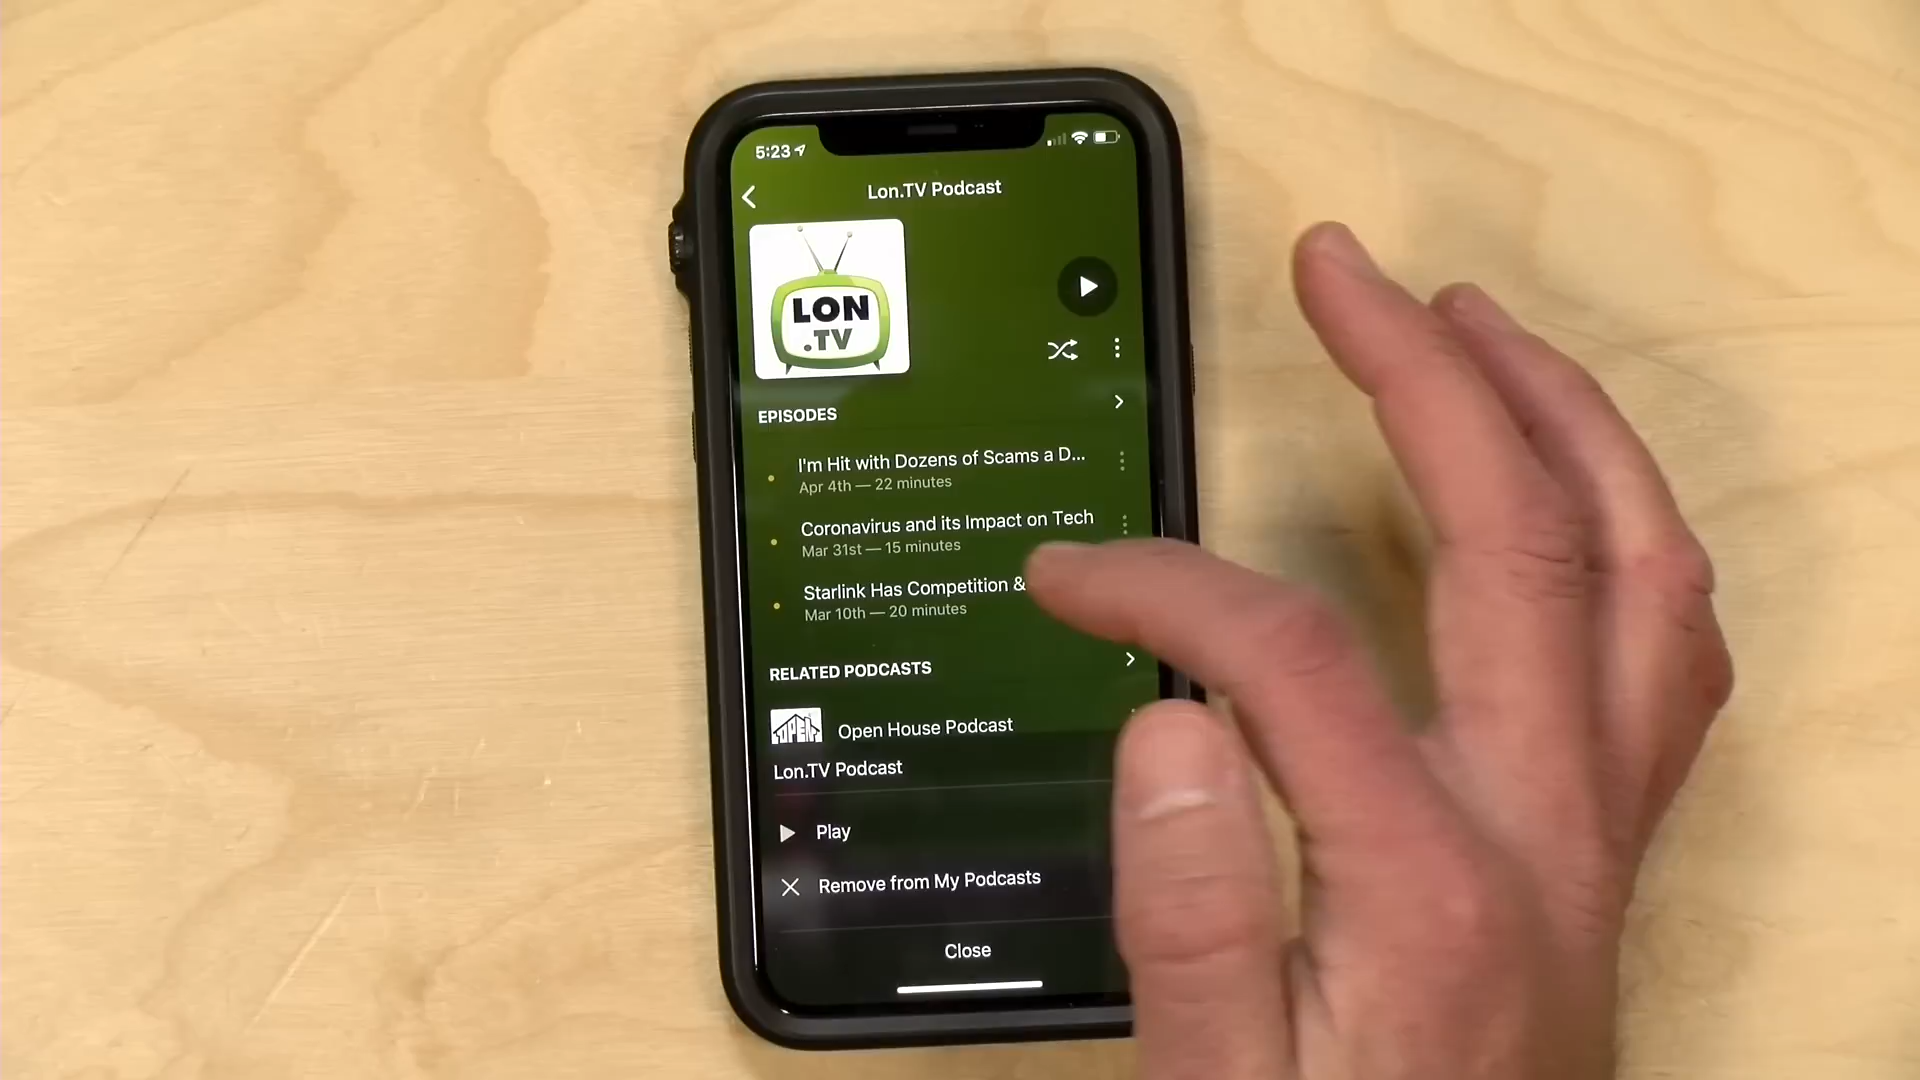 5:23
Lon.TV Podcast
LON
.TV
EPISODES
I'm Hit with Dozens of Scams a D...
Apr 4th — 22 minutes
Coronavirus and its Impact on Tech
Mar 31st — 15 minutes
Starlink Has Competition &
Mar 10th — 20 minutes
RELATED PODCASTS
OPEN
Open House Podcast
Lon.TV Podcast
Play
Remove from My Podcasts
Close